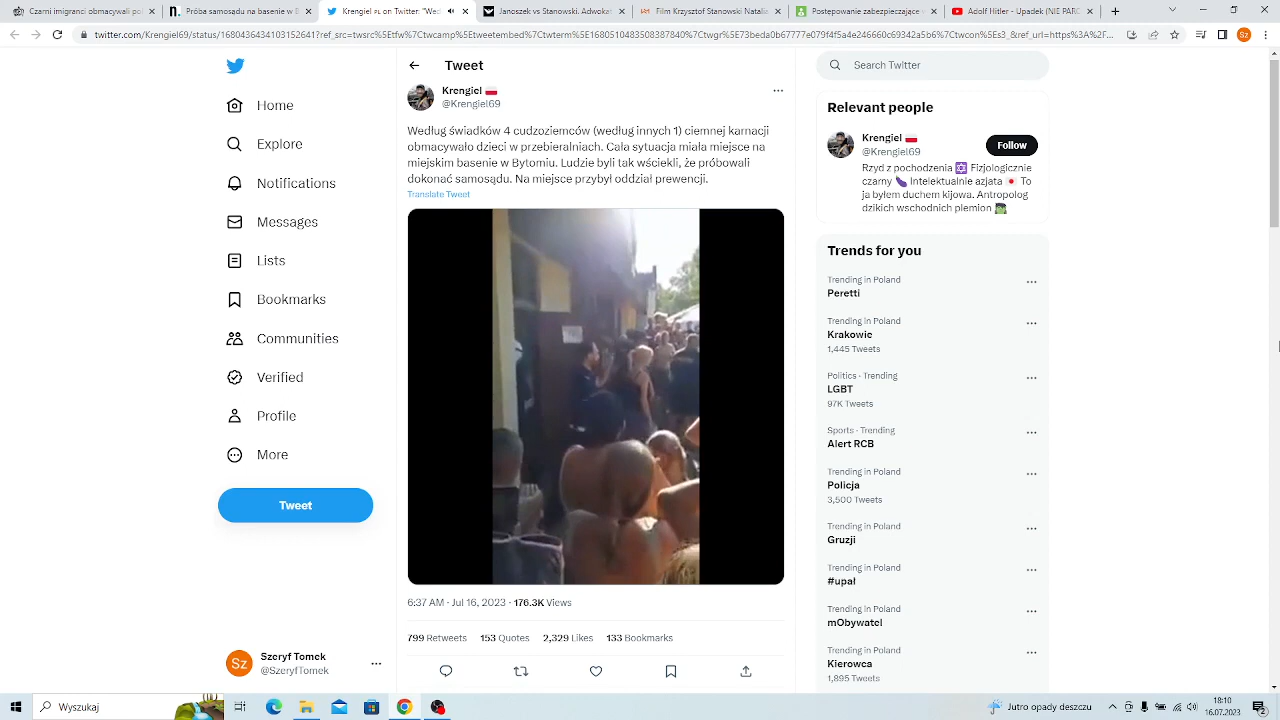 Czarni imigranci obmacywali po
Próba samosądu na basenie w B
Krengiel
on Twitter: "Wed
Janoszek vs Stanowski. Adwokat
Film Krzysztof Stanowski Natalia
Postępowanie zabezpieczające
Adolf Hitler - Upadek (NIE PARO
twitter.com/Krengiel69/status/1680436434103152641?ref_src=twsrc%5Etfw%7Ctwcamp%5Etweetembed%7Ctwterm%5E1680510483508387840%7Ctwgr%5E73beda0b67777e079f4f5a4e246660c69342a5b6%7Ctwcon%5Es3_&ref_url=https%3A%2F...
Sz
Home
Explore
Notifications
Messages
Lists
Bookmarks
Communities
Verified
Profile
More
Tweet
Sz
Szeryf Tomek
@SzeryfTomek
Tweet
Krengiel
@Krengiel69
Według świadków 4 cudzoziemców (według innych 1) ciemnej karnacji
obmacywało dzieci w przebieralniach. Cała sytuacja miała miejsce na
miejskim basenie w Bytomiu. Ludzie byli tak wściekli, że próbowali
dokonać samosądu. Na miejsce przybył oddział prewencji.
Translate Tweet
6:37 AM · Jul 16, 2023 · 176.3K Views
799 Retweets 153 Quotes 2,329 Likes 133 Bookmarks
Search Twitter
Relevant people
Krengiel
@Krengiel69
Follow
Rzyd z pochodzenia Fizjologicznie
czarny Intelektualnie azjata To
ja byłem duchem kijowa. Antropolog
dzikich wschodnich plemion
Trends for you
Trending in Poland
Peretti
Trending in Poland
Krakowie
1,445 Tweets
Politics · Trending
LGBT
97K Tweets
Sports · Trending
Alert RCB
Trending in Poland
Policja
3,500 Tweets
Trending in Poland
Gruzji
Trending in Poland
#upał
Trending in Poland
mObywatel
Trending in Poland
Kierowca
1,895 Tweets
Wyszukaj
Jutro opady deszczu
18:10
16.07.2023
2